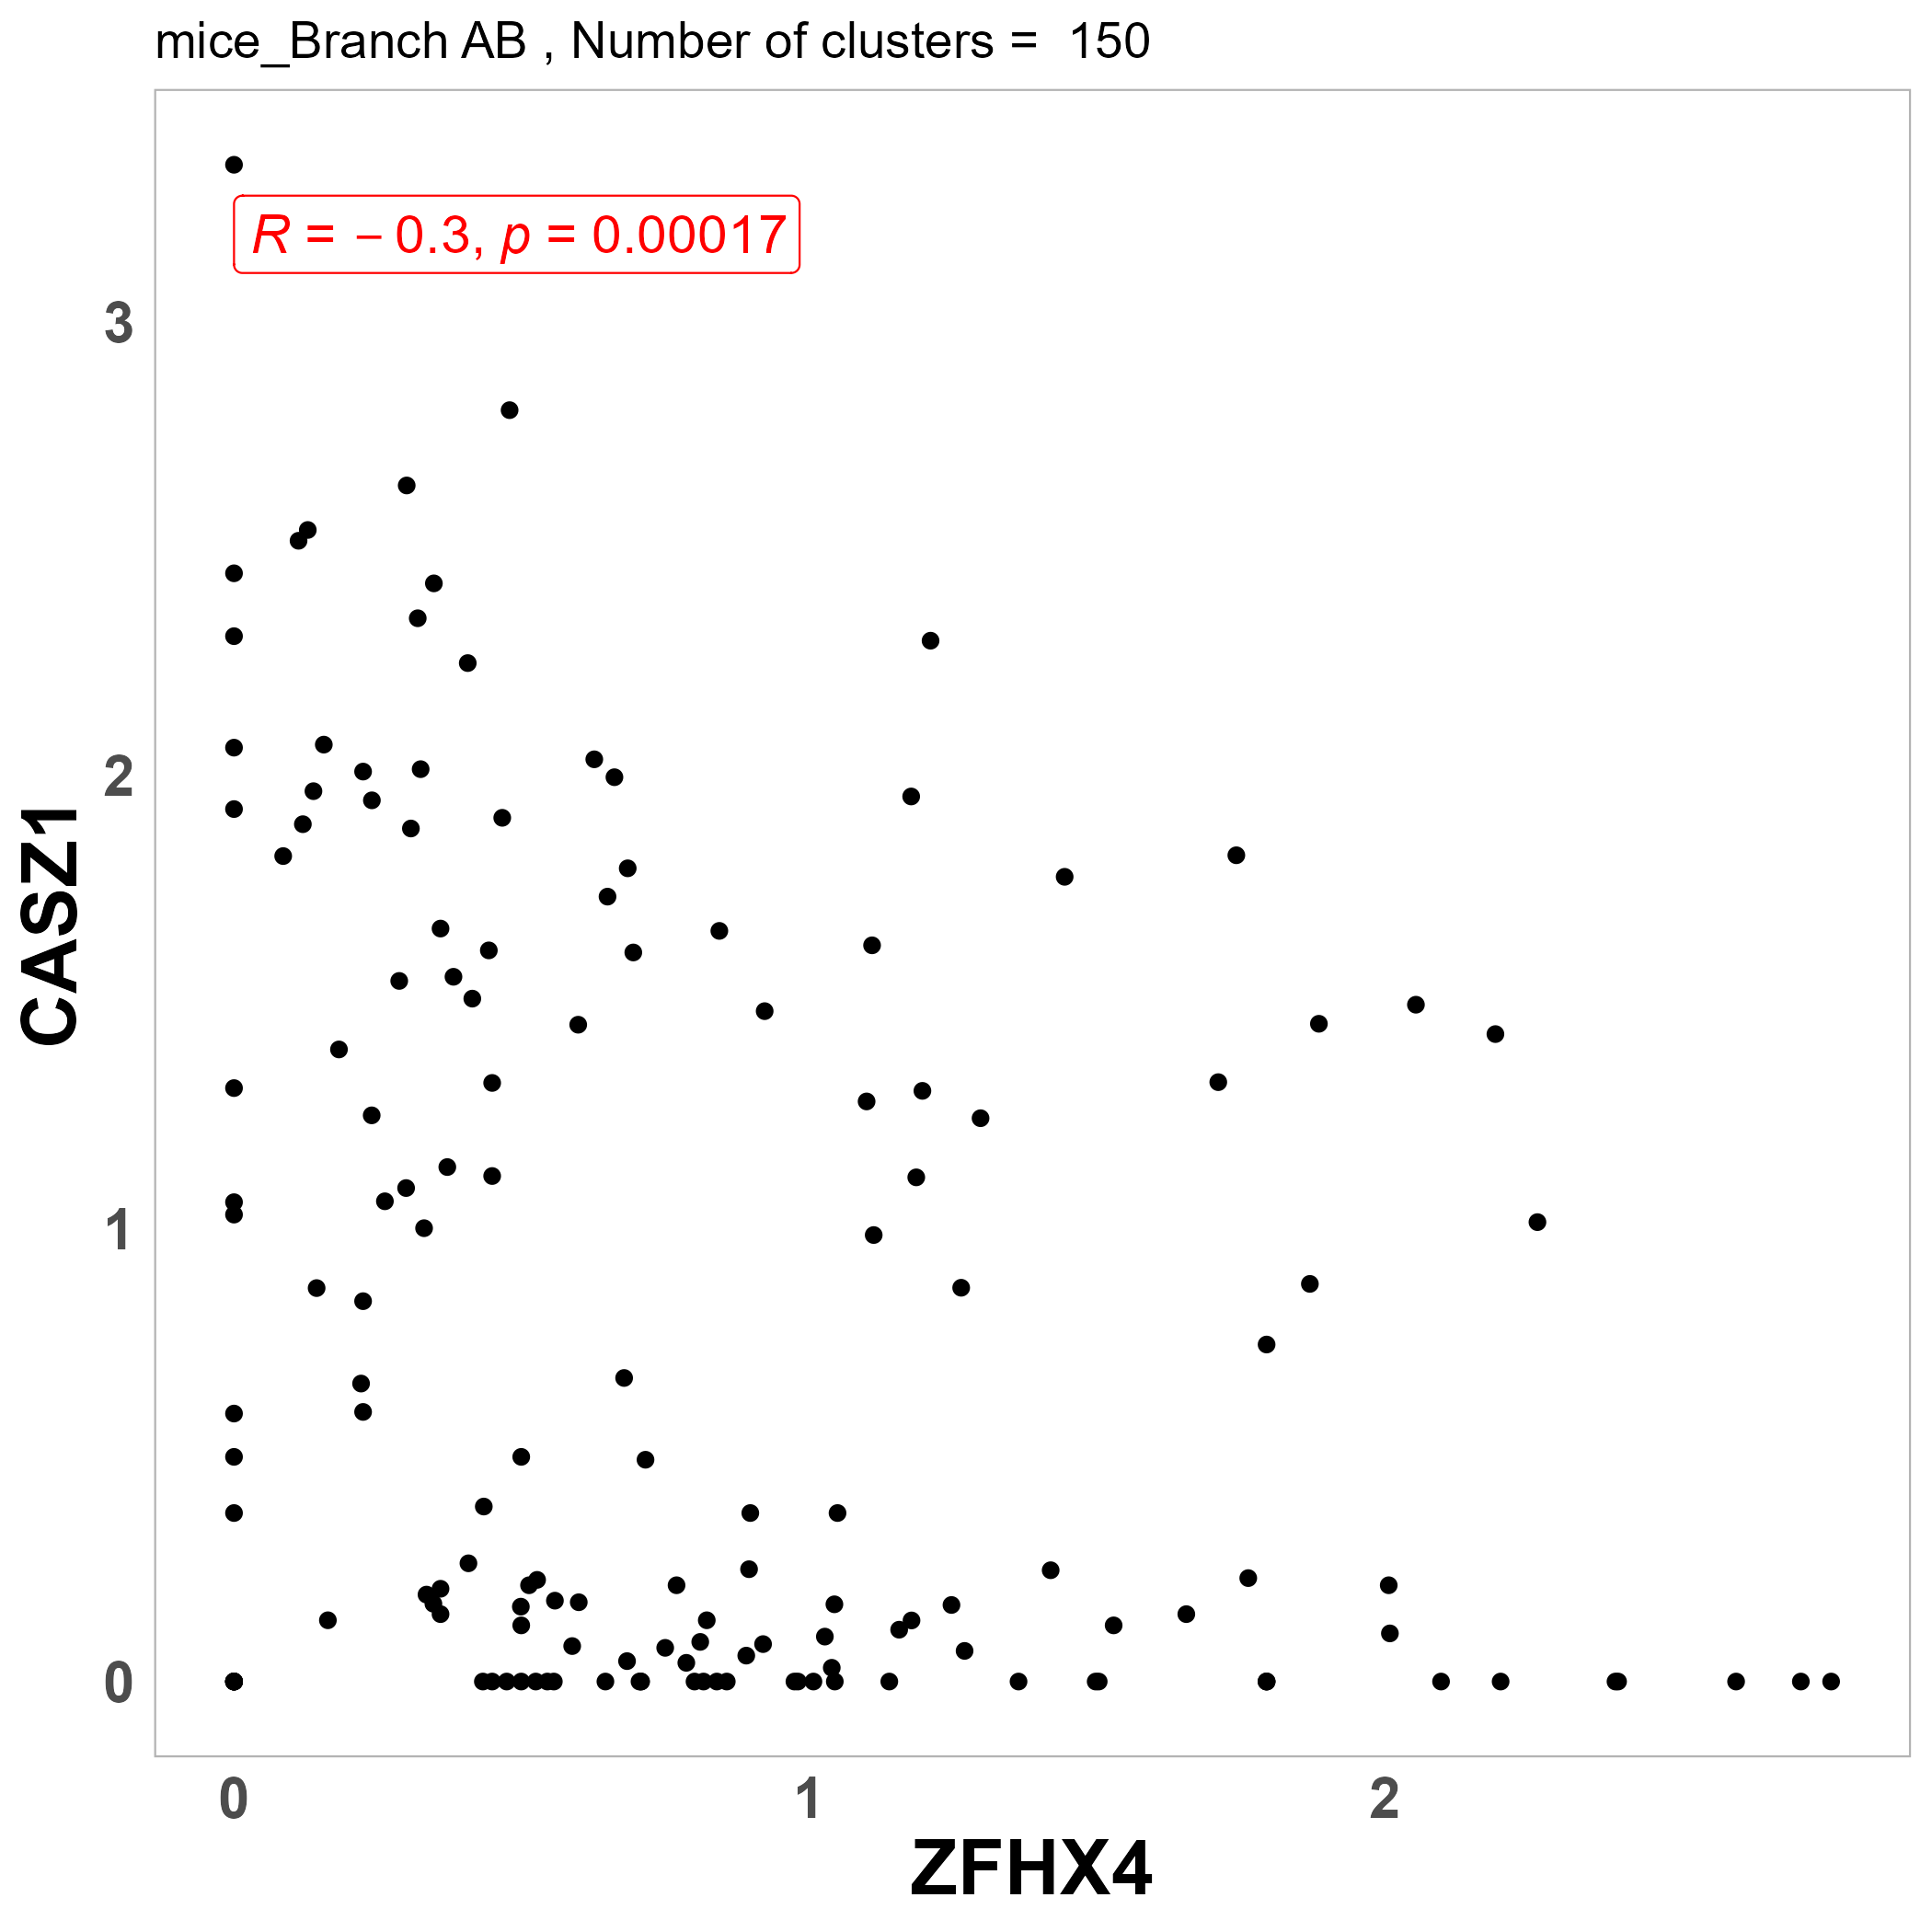 mice_Branch AB , Number of clusters =  150
R = − 0.3, p = 0.00017
3
2
1
0
CASZ1
0 1 2
ZFHX4